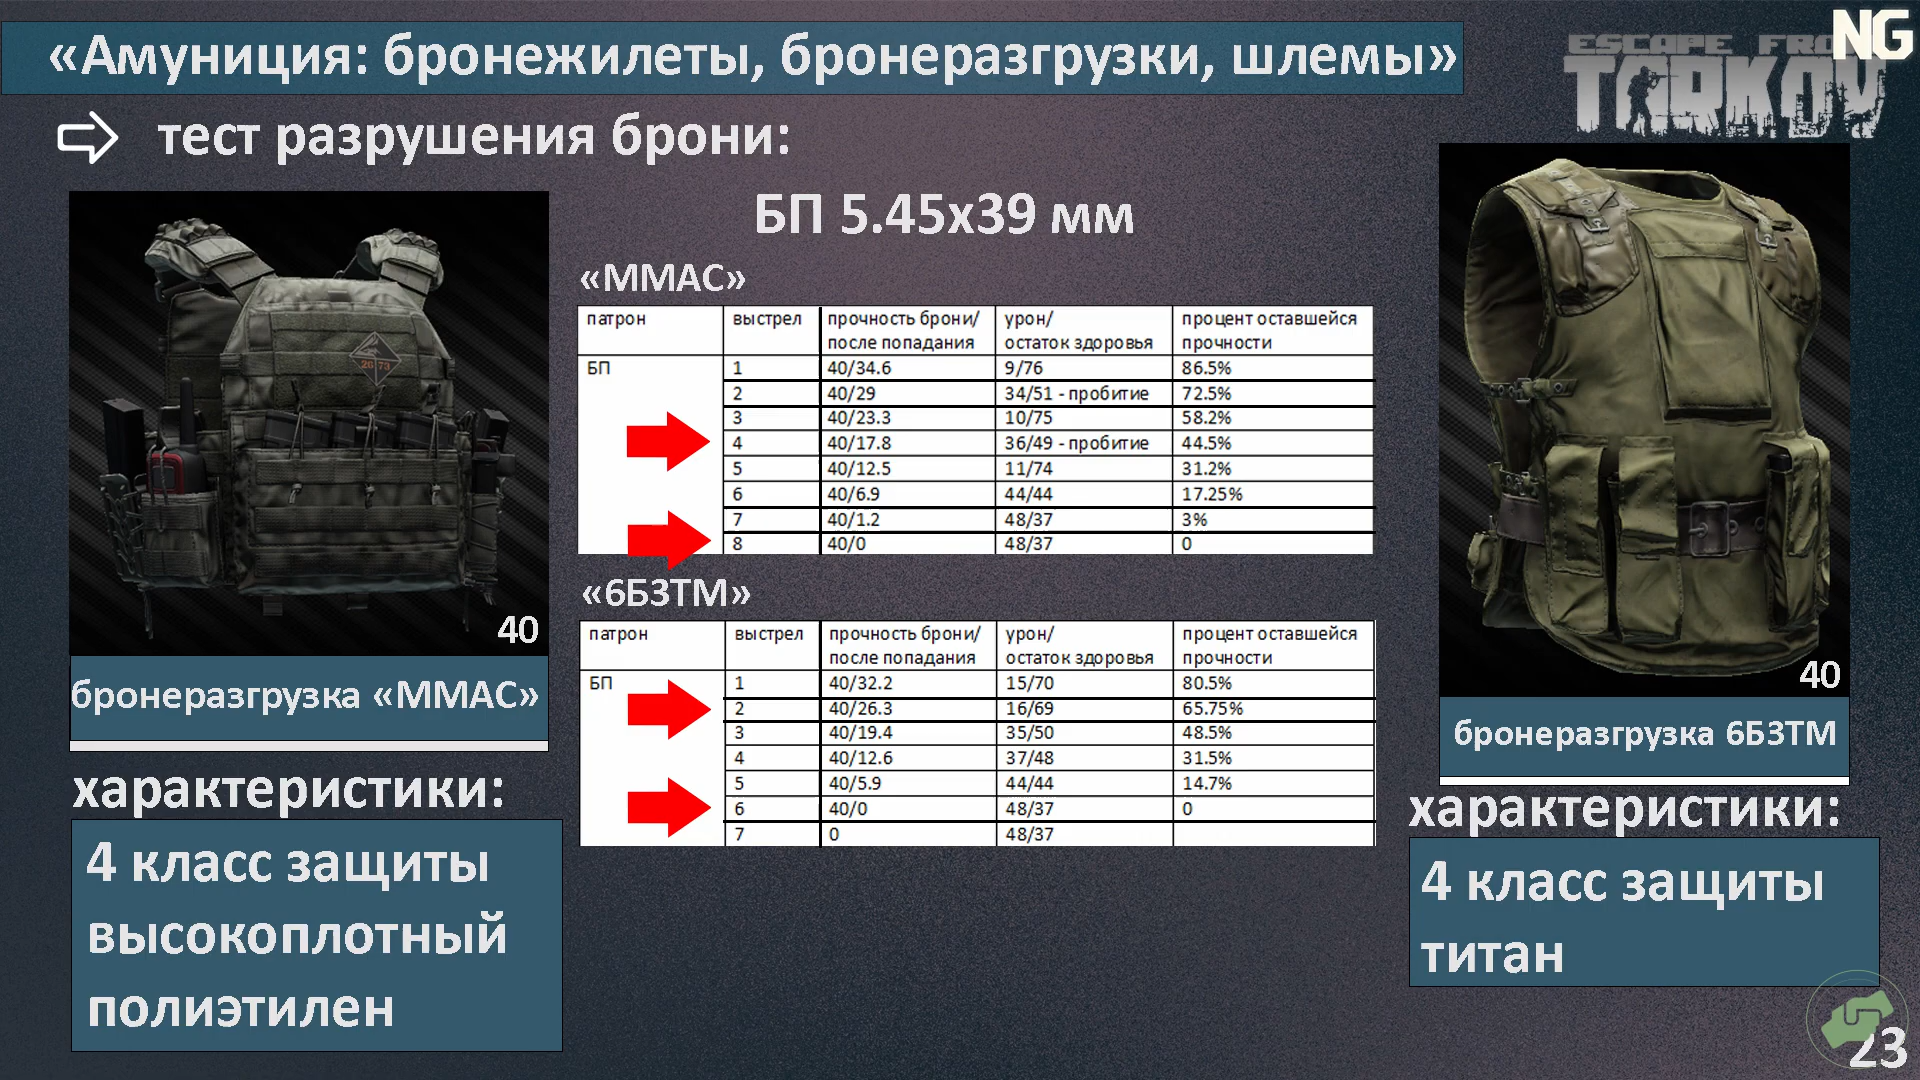 «Амуниция: бронежилеты, бронеразгрузки, шлемы»
NG
ESCAPE FROM
TARKOV
тест разрушения брони:
БП 5.45х39 мм
«ММАС»
патрон выстрел прочность брони/ после попадания урон/ остаток здоровья процент оставшейся прочности
БП 1 40/34.6 9/76 86.5%
2 40/29 34/51 - пробитие 72.5%
3 40/23.3 10/75 58.2%
4 40/17.8 36/49 - пробитие 44.5%
5 40/12.5 11/74 31.2%
6 40/6.9 44/44 17.25%
7 40/1.2 48/37 3%
8 40/0 48/37 0
«6Б3ТМ»
патрон выстрел прочность брони/ после попадания урон/ остаток здоровья процент оставшейся прочности
БП 1 40/32.2 15/70 80.5%
2 40/26.3 16/69 65.75%
3 40/19.4 35/50 48.5%
4 40/12.6 37/48 31.5%
5 40/5.9 44/44 14.7%
6 40/0 48/37 0
7 0 48/37
26 73
40
бронеразгрузка «ММАС»
характеристики:
4 класс защиты
высокоплотный
полиэтилен
40
бронеразгрузка 6Б3ТМ
характеристики:
4 класс защиты
титан
23